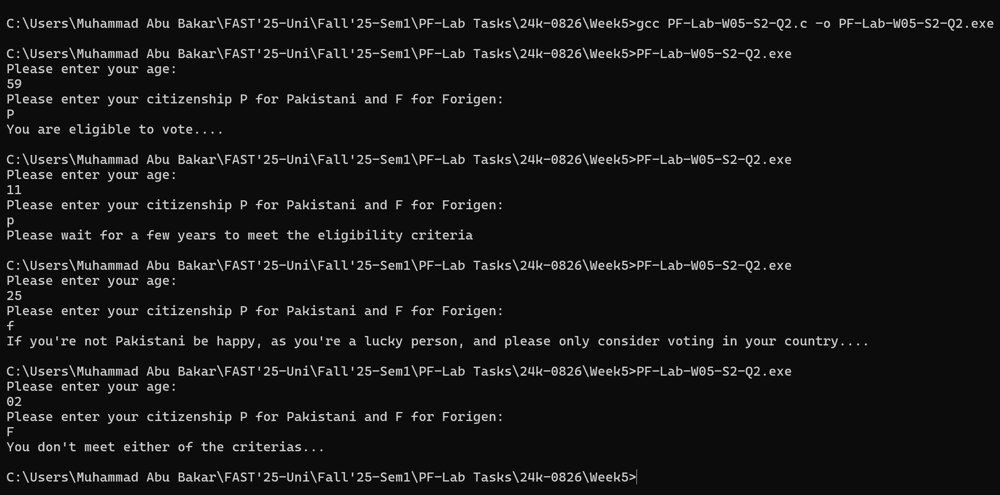 C:\Users\Muhammad Abu Bakar\FAST'25-Uni\Fall'25-Sem1\PF-Lab Tasks\24k-0826\Week5>gcc PF-Lab-W05-S2-Q2.c -o PF-Lab-W05-S2-Q2.exe
C:\Users\Muhammad Abu Bakar\FAST'25-Uni\Fall'25-Sem1\PF-Lab Tasks\24k-0826\Week5>PF-Lab-W05-S2-Q2.exe
Please enter your age:
59
Please enter your citizenship P for Pakistani and F for Forigen:
P
You are eligible to vote....
C:\Users\Muhammad Abu Bakar\FAST'25-Uni\Fall'25-Sem1\PF-Lab Tasks\24k-0826\Week5>PF-Lab-W05-S2-Q2.exe
Please enter your age:
11
Please enter your citizenship P for Pakistani and F for Forigen:
p
Please wait for a few years to meet the eligibility criteria
C:\Users\Muhammad Abu Bakar\FAST'25-Uni\Fall'25-Sem1\PF-Lab Tasks\24k-0826\Week5>PF-Lab-W05-S2-Q2.exe
Please enter your age:
25
Please enter your citizenship P for Pakistani and F for Forigen:
f
If you're not Pakistani be happy, as you're a lucky person, and please only consider voting in your country....
C:\Users\Muhammad Abu Bakar\FAST'25-Uni\Fall'25-Sem1\PF-Lab Tasks\24k-0826\Week5>PF-Lab-W05-S2-Q2.exe
Please enter your age:
02
Please enter your citizenship P for Pakistani and F for Forigen:
F
You don't meet either of the criterias...
C:\Users\Muhammad Abu Bakar\FAST'25-Uni\Fall'25-Sem1\PF-Lab Tasks\24k-0826\Week5>